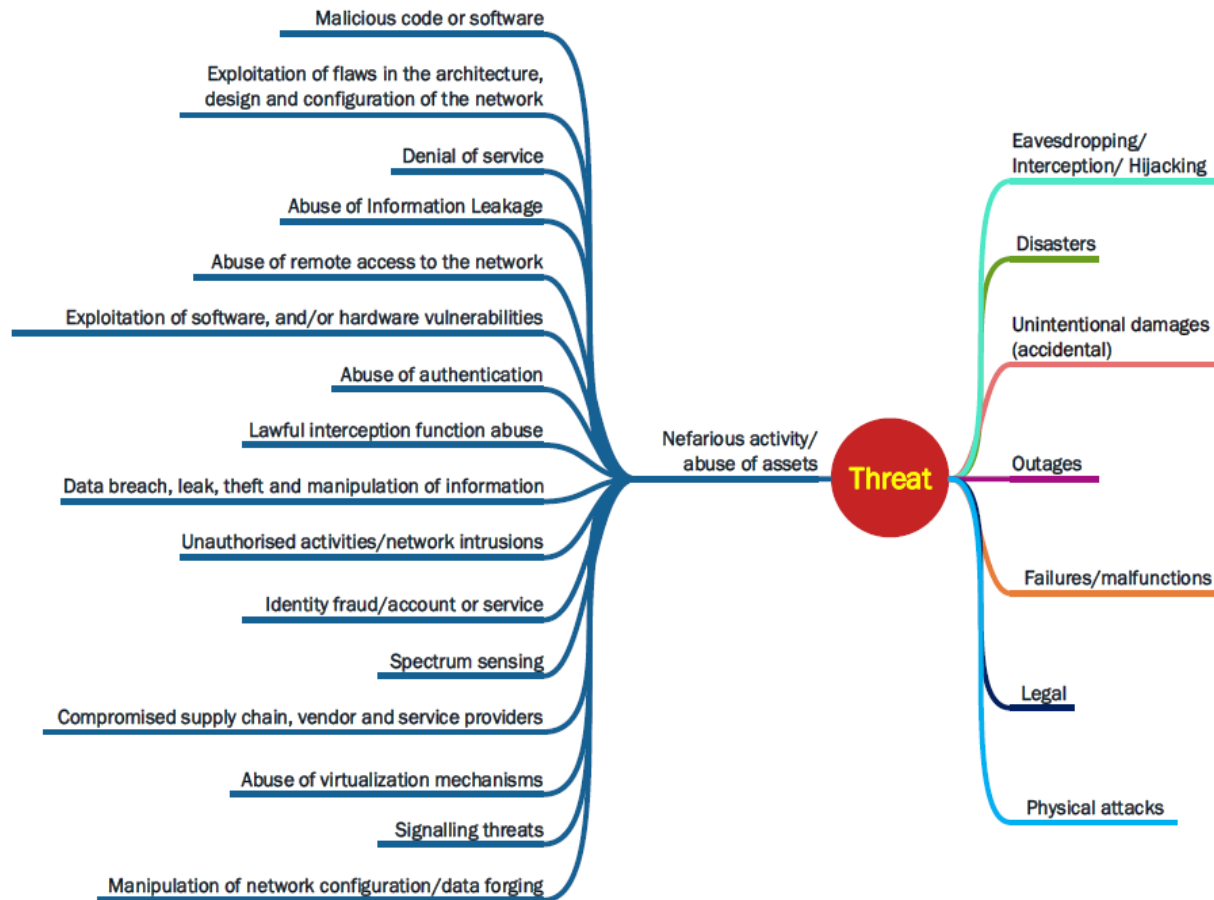 Malicious code or software
Exploitation of flaws in the architecture,
design and configuration of the network
Denial of service
Abuse of Information Leakage
Abuse of remote access to the network
Exploitation of software, and/or hardware vulnerabilities
Abuse of authentication
Lawful interception function abuse
Data breach, leak, theft and manipulation of information
Unauthorised activities/network intrusions
Identity fraud/account or service
Spectrum sensing
Compromised supply chain, vendor and service providers
Abuse of virtualization mechanisms
Signalling threats
Manipulation of network configuration/data forging
Nefarious activity/
abuse of assets
Threat
Eavesdropping/
Interception/ Hijacking
Disasters
Unintentional damages
(accidental)
Outages
Failures/malfunctions
Legal
Physical attacks